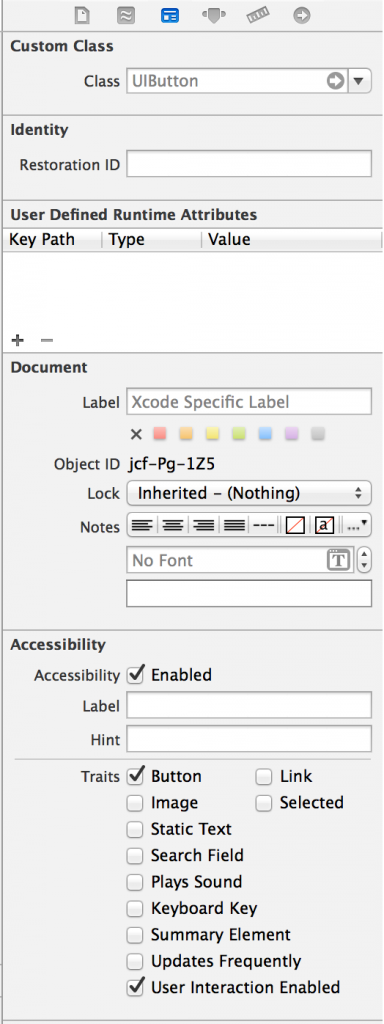 Custom Class
Class UIButton
Identity
Restoration ID
User Defined Runtime Attributes
Key Path Type Value
Document
Label Xcode Specific Label
Object ID jcf-Pg-1Z5
Lock Inherited - (Nothing)
Notes a ...
No Font T
Accessibility
Accessibility Enabled
Label
Hint
Traits Button Link
Image Selected
Static Text
Search Field
Plays Sound
Keyboard Key
Summary Element
Updates Frequently
User Interaction Enabled